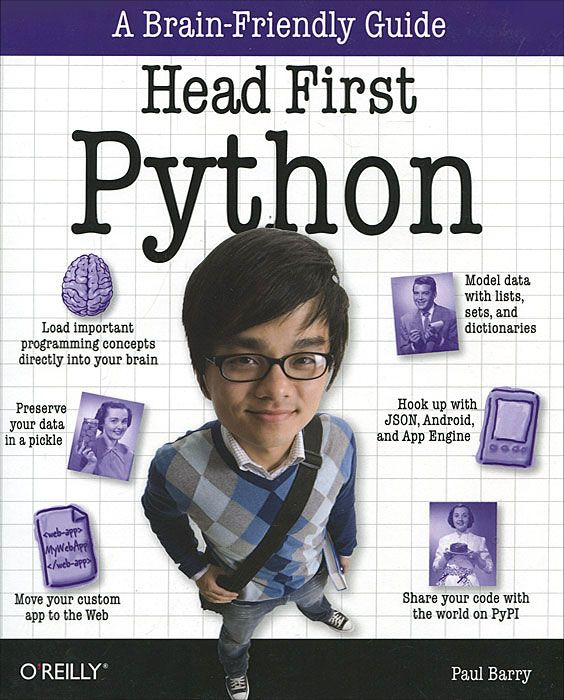 A Brain-Friendly Guide
Head First
Python
Load important
programming concepts
directly into your brain
Model data
with lists,
sets, and
dictionaries
Preserve
your data
in a pickle
Hook up with
JSON, Android,
and App Engine
<web-app>
MyWebApp
</web-app>
Move your custom
app to the Web
Share your code with
the world on PyPI
O'REILLY®
Paul Barry